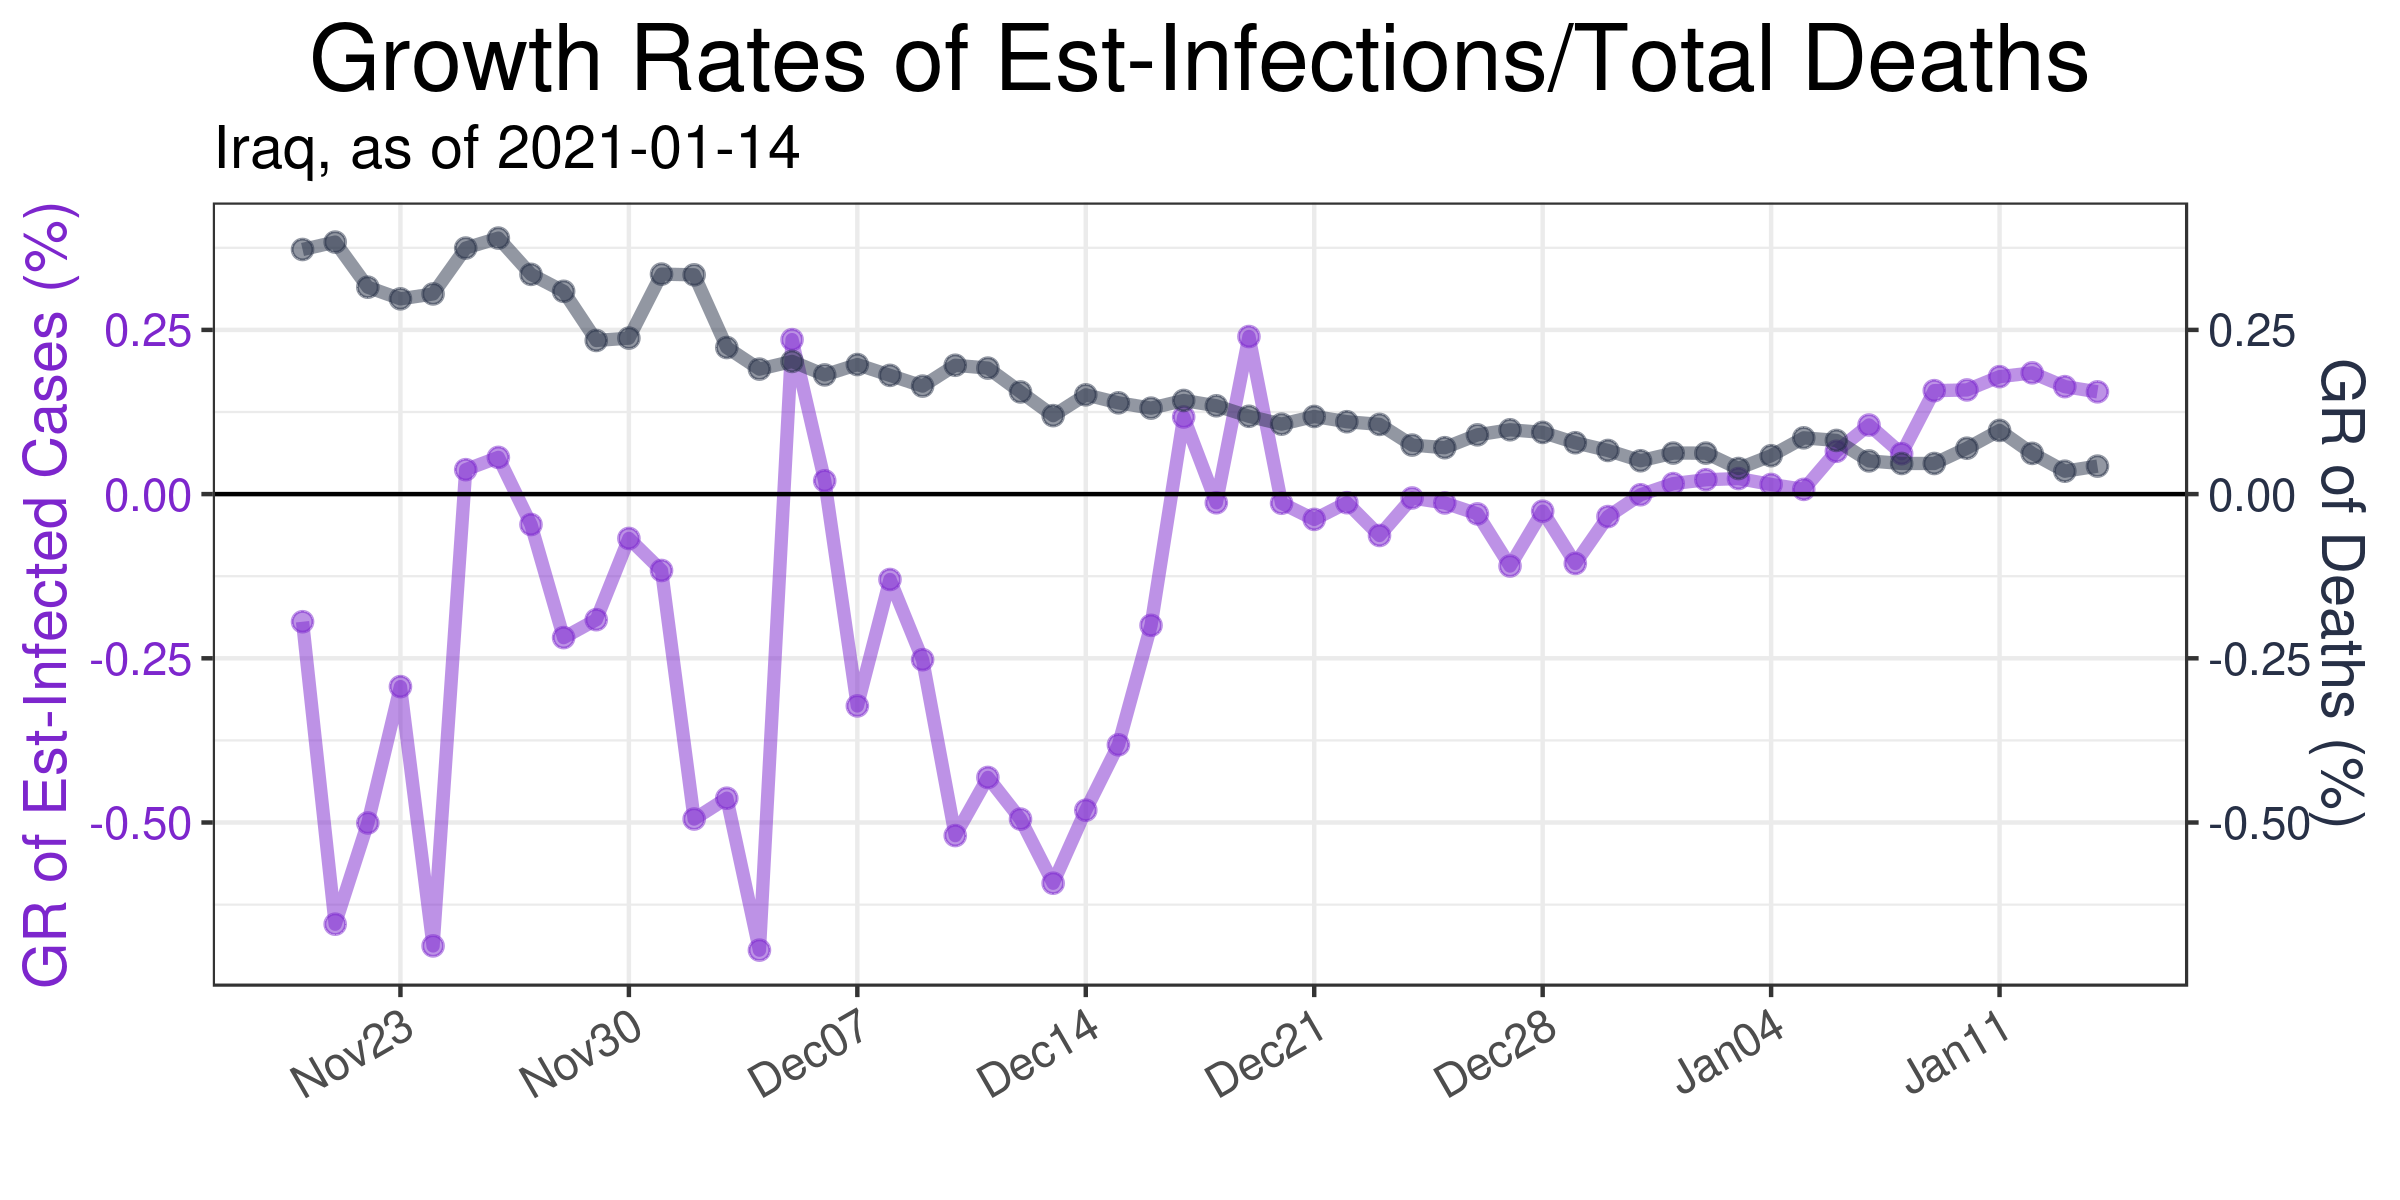 Growth Rates of Est-Infections/Total Deaths
Iraq, as of 2021-01-14
GR of Est-Infected Cases (%)
0.25
0.00
-0.25
-0.50
0.25
0.00
-0.25
-0.50
GR of Deaths (%)
Nov23
Nov30
Dec07
Dec14
Dec21
Dec28
Jan04
Jan11